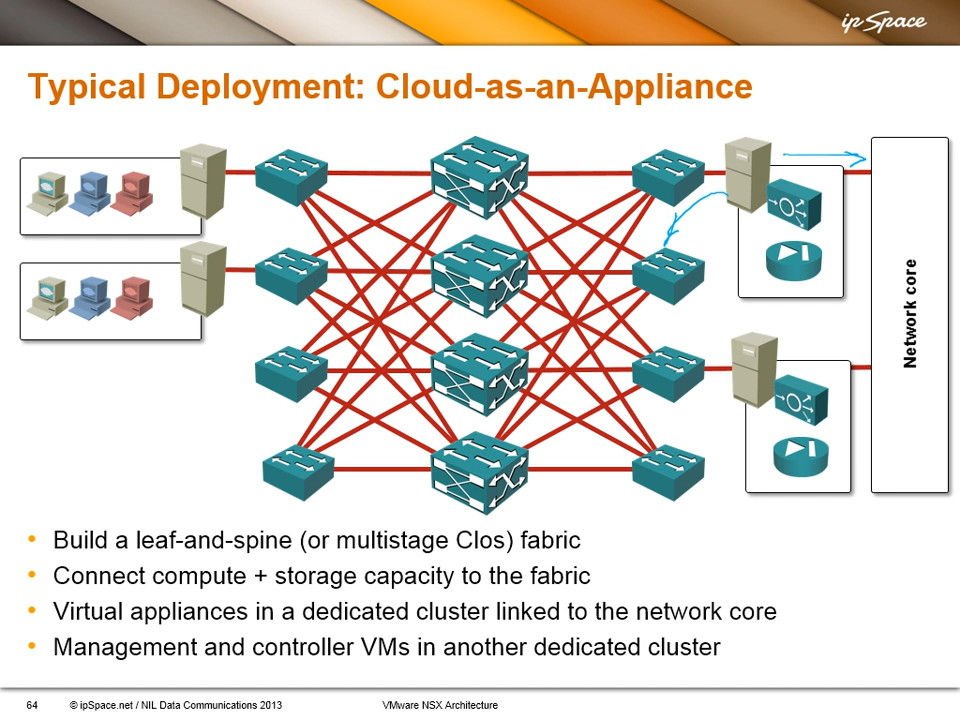 ipSpace
Typical Deployment: Cloud-as-an-Appliance
Network core
• Build a leaf-and-spine (or multistage Clos) fabric
• Connect compute + storage capacity to the fabric
• Virtual appliances in a dedicated cluster linked to the network core
• Management and controller VMs in another dedicated cluster
64 © ipSpace.net / NIL Data Communications 2013 VMware NSX Architecture